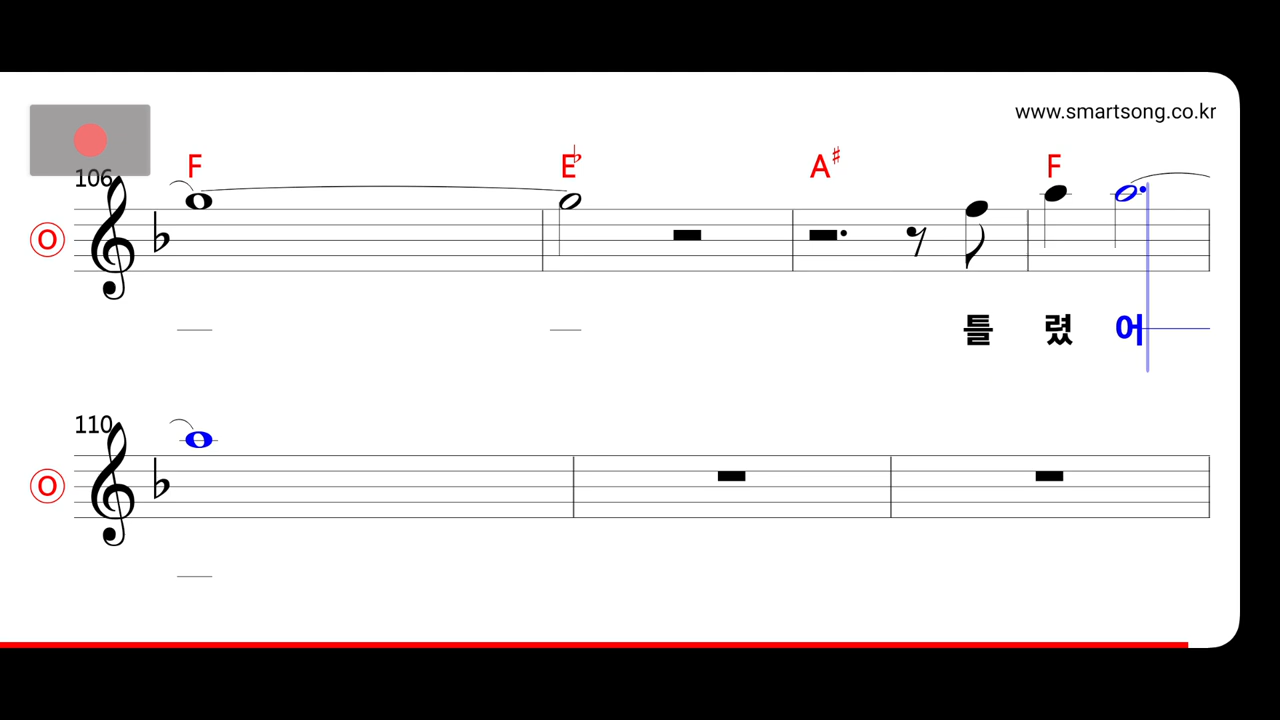 www.smartsong.co.kr
F E♭ A♯ F
106
O
틀 렸 어
110
O